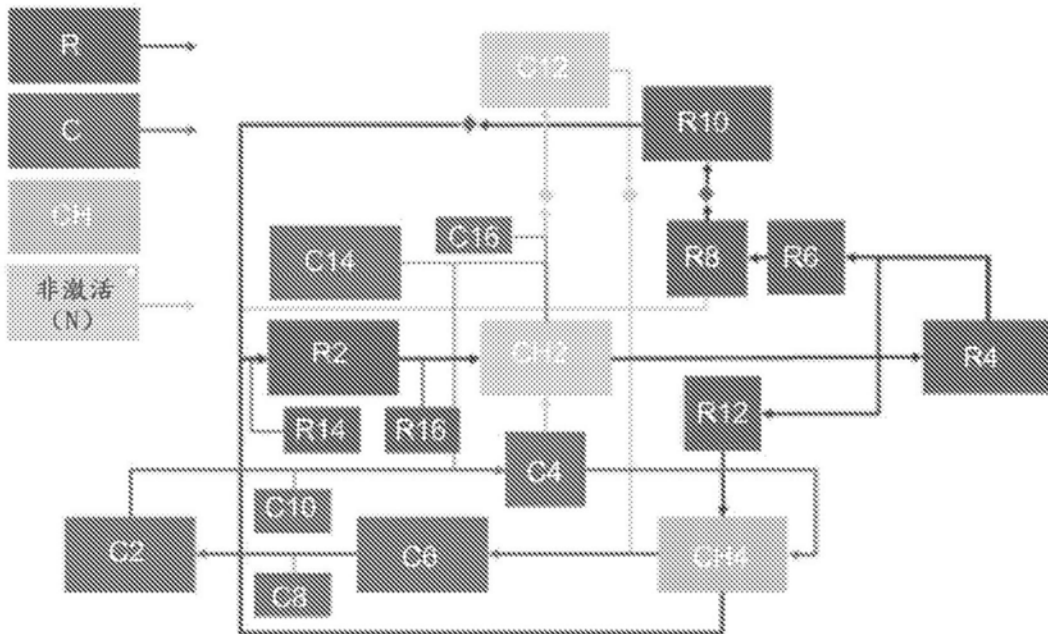 R
C
CH
非激活
（N）
C12
R10
C16
C14
R8
R6
R2
CH2
R4
R14
R16
R12
C4
C10
C2
C6
CH4
C8